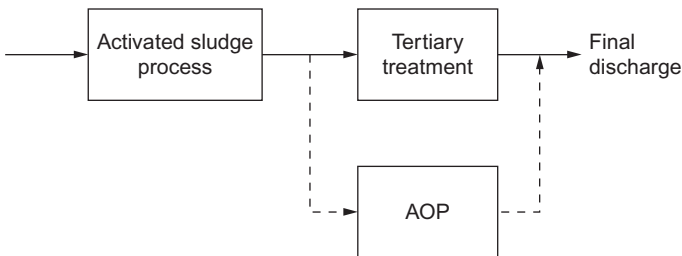 Activated sludge
process
Tertiary
treatment
Final
discharge
AOP